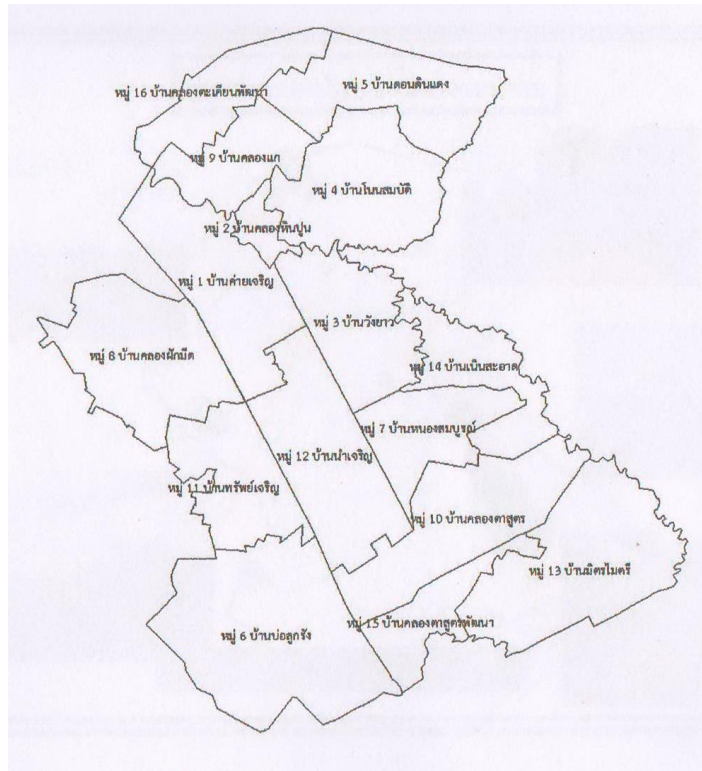 หมู่ 5 บ้านดอนดินแดง
หมู่ 16 บ้านคลองตะเคียนพัฒนา
หมู่ 9 บ้านคลองแก
หมู่ 4 บ้านโนนสมบัติ
หมู่ 2 บ้านคลองหินปูน
หมู่ 1 บ้านค่ายเจริญ
หมู่ 3 บ้านวังยาว
หมู่ 8 บ้านคลองผักมีด
หมู่ 14 บ้านเนินสะอาด
หมู่ 7 บ้านหนองสมบูรณ์
หมู่ 12 บ้านนำเจริญ
หมู่ 11 บ้านทรัพย์เจริญ
หมู่ 10 บ้านคลองตาสูตร
หมู่ 13 บ้านมิตรไมตรี
หมู่ 15 บ้านคลองตาสูตรพัฒนา
หมู่ 6 บ้านบ่อลูกรัง